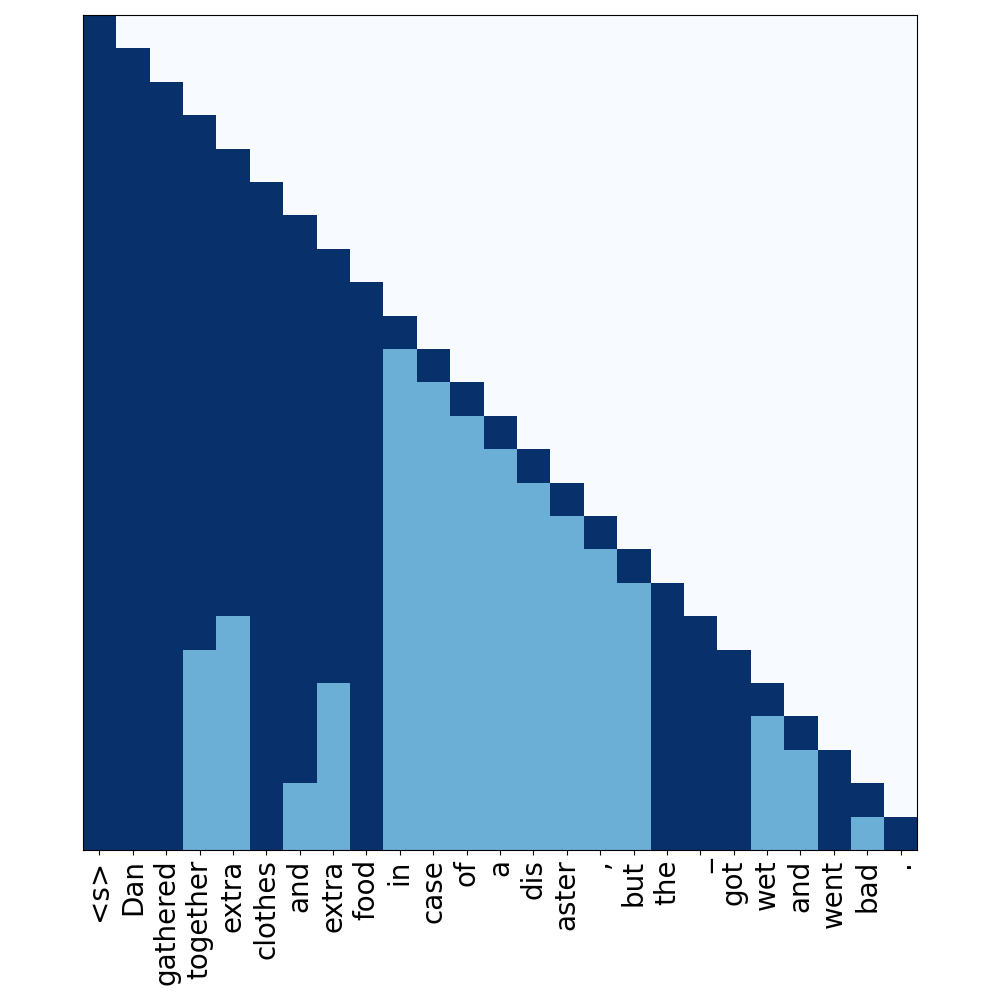 <s> Dan gathered together extra clothes and extra food in case of a dis aster , but the _ got wet and went bad .